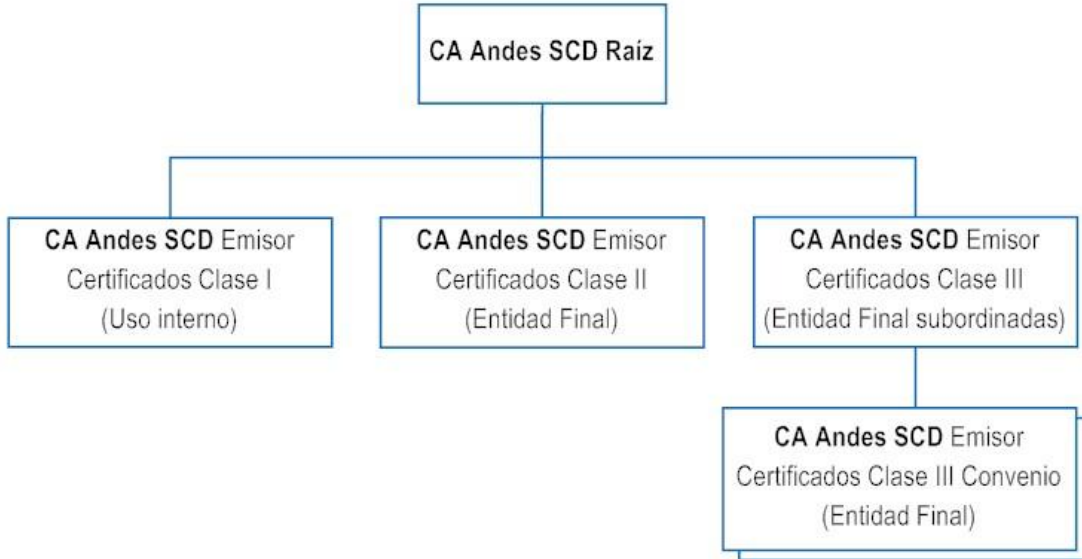 CA Andes SCD Raíz
CA Andes SCD Emisor
Certificados Clase I
(Uso interno)
CA Andes SCD Emisor
Certificados Clase II
(Entidad Final)
CA Andes SCD Emisor
Certificados Clase III
(Entidad Final subordinadas)
CA Andes SCD Emisor
Certificados Clase III Convenio
(Entidad Final)